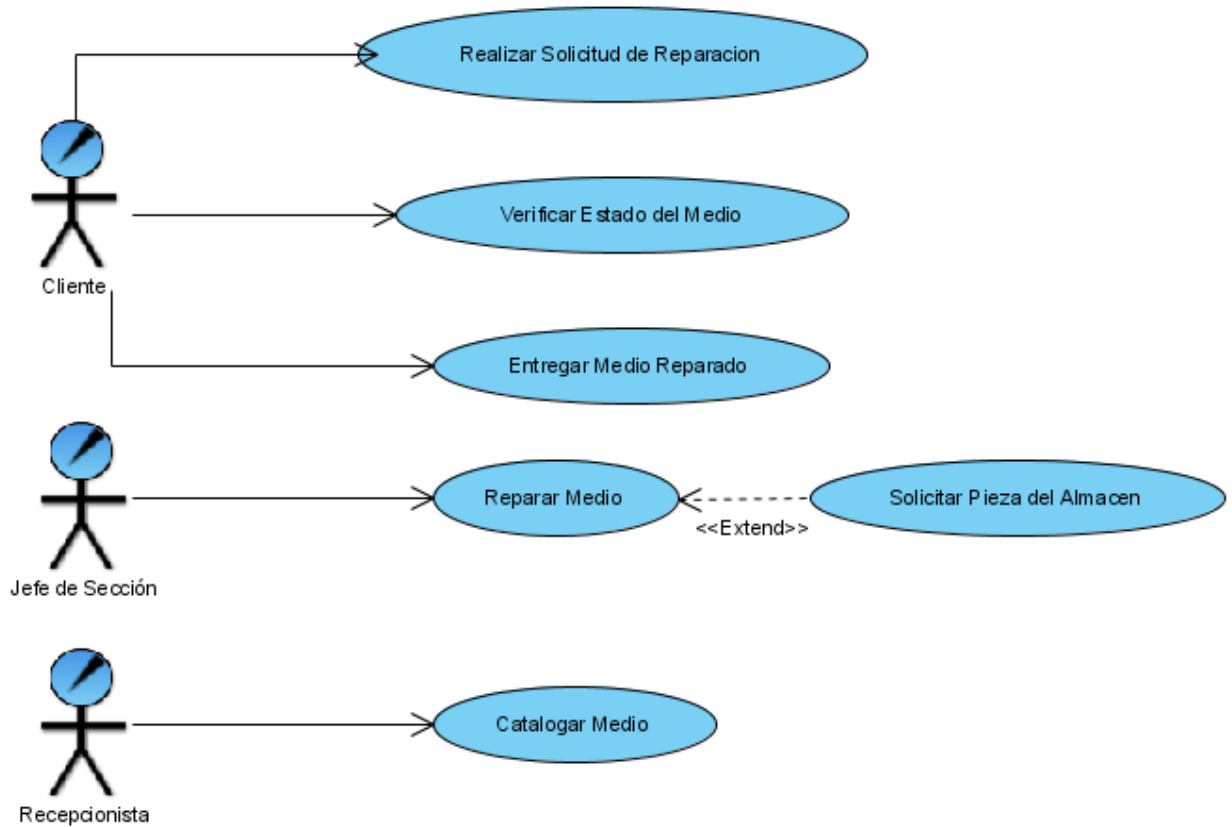 Realizar Solicitud de Reparacion
Verificar Estado del Medio
Cliente
Entregar Medio Reparado
Reparar Medio
Solicitar Pieza del Almacen
<<Extend>>
Jefe de Sección
Catalogar Medio
Recepcionista